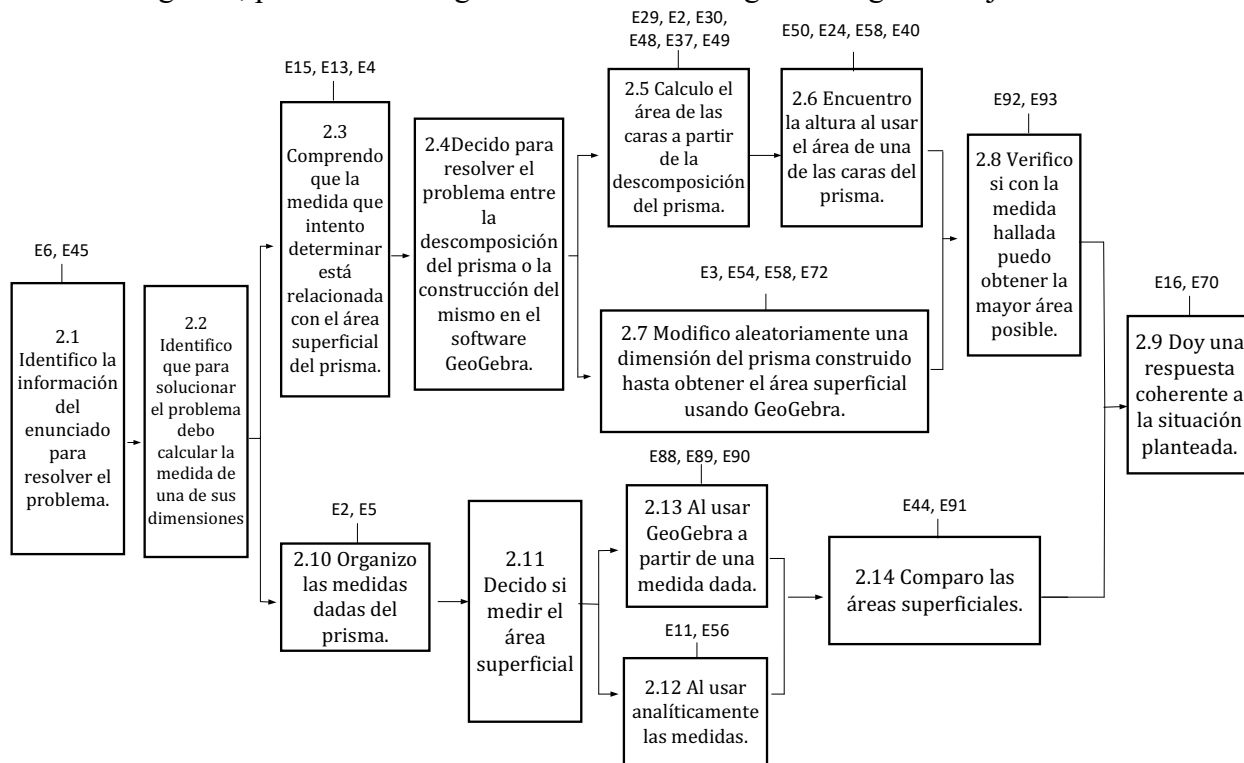 E29, E2, E30,
E48, E37, E49
E50, E24, E58, E40
E15, E13, E4
E92, E93
E6, E45
2.1
Identifico la
información
del
enunciado
para
resolver el
problema.
2.2
Identifico
que para
solucionar
el problema
debo
calcular la
medida de
una de sus
dimensiones
2.3
Comprendo
que la
medida que
intento
determinar
está
relacionada
con el área
superficial
del prisma.
2.4Decido para
resolver el
problema entre
la
descomposición
del prisma o la
construcción del
mismo en el
software
GeoGebra.
2.5 Calculo el
área de las
caras a partir
de la
descomposición
del prisma.
2.6 Encuentro
la altura al usar
el área de una
de las caras del
prisma.
E3, E54, E58, E72
2.7 Modifico aleatoriamente una
dimensión del prisma construido
hasta obtener el área superficial
usando GeoGebra.
2.8 Verifico
si con la
medida
hallada
puedo
obtener la
mayor área
posible.
E16, E70
2.9 Doy una
respuesta
coherente a
la situación
planteada.
E2, E5
2.10 Organizo
las medidas
dadas del
prisma.
2.11
Decido si
medir el
área
superficial
E88, E89, E90
2.13 Al usar
GeoGebra a
partir de una
medida dada.
E11, E56
2.12 Al usar
analíticamente
las medidas.
E44, E91
2.14 Comparo las
áreas superficiales.